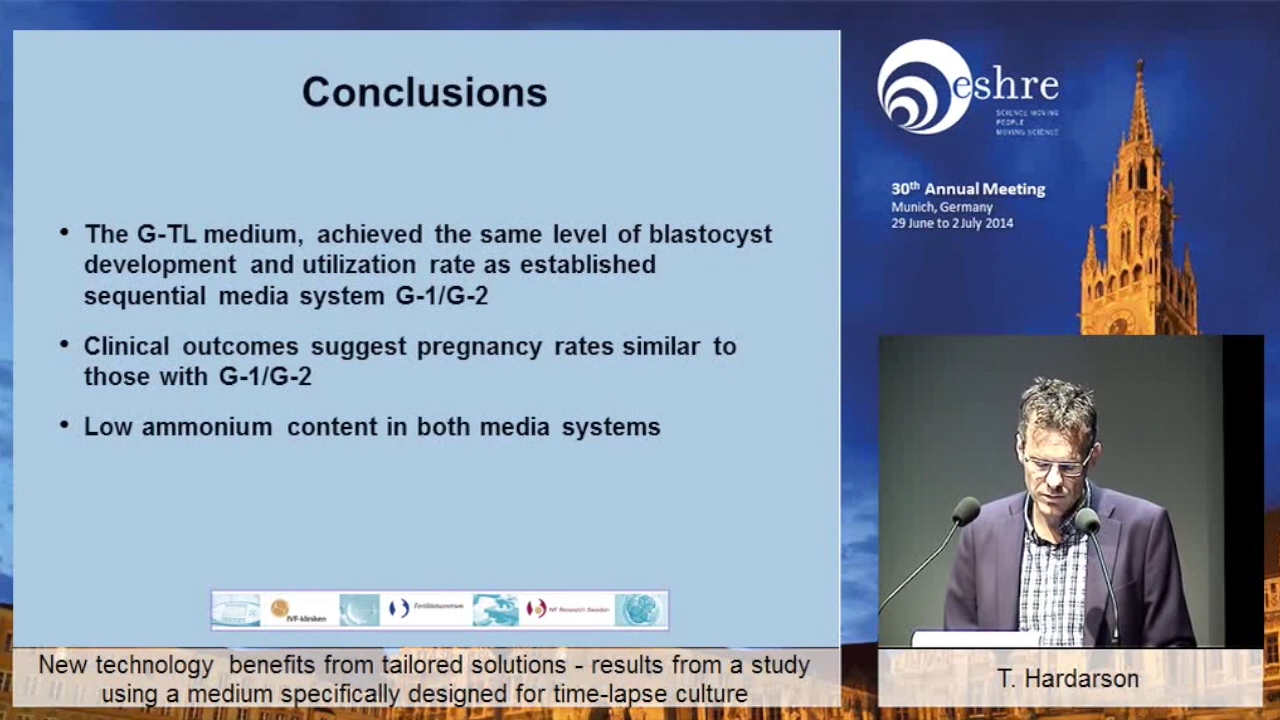 Conclusions
• The G-TL medium, achieved the same level of blastocyst
development and utilization rate as established
sequential media system G-1/G-2
• Clinical outcomes suggest pregnancy rates similar to
those with G-1/G-2
• Low ammonium content in both media systems
IVF-kliniken
Fertilitetscentrum
IVF Research Sweden
New technology benefits from tailored solutions - results from a study
using a medium specifically designed for time-lapse culture
eshre
SCIENCE MOVING
PEOPLE
MOVING SCIENCE
30th Annual Meeting
Munich, Germany
29 June to 2 July 2014
T. Hardarson